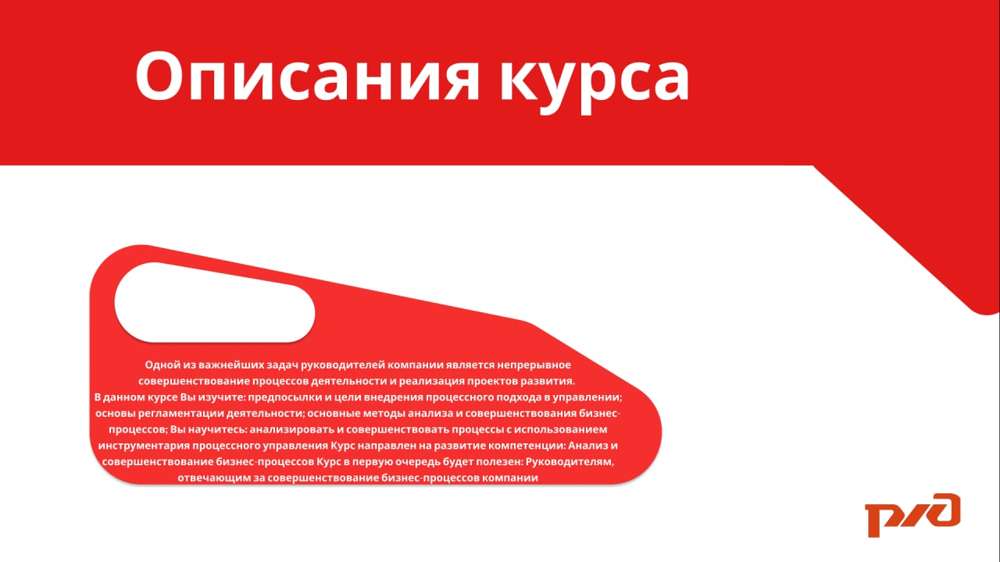 Описания курса
Одной из важнейших задач руководителей компании является непрерывное
совершенствование процессов деятельности и реализация проектов развития.
В данном курсе Вы изучите: предпосылки и цели внедрения процессного подхода в управлении;
основы регламентации деятельности; основные методы анализа и совершенствования бизнес-
процессов; Вы научитесь: анализировать и совершенствовать процессы с использованием
инструментария процессного управления Курс направлен на развитие компетенции: Анализ и
совершенствование бизнес-процессов Курс в первую очередь будет полезен: Руководителям,
отвечающим за совершенствование бизнес-процессов компании
РЖД